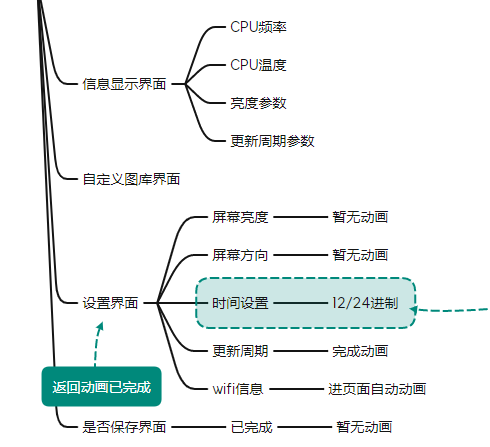 CPU频率
CPU温度
信息显示界面
亮度参数
更新周期参数
自定义图库界面
屏幕亮度 暂无动画
屏幕方向 暂无动画
设置界面 时间设置 12/24进制
更新周期 完成动画
返回动画已完成
wifi信息 进页面自动动画
是否保存界面 已完成 暂无动画